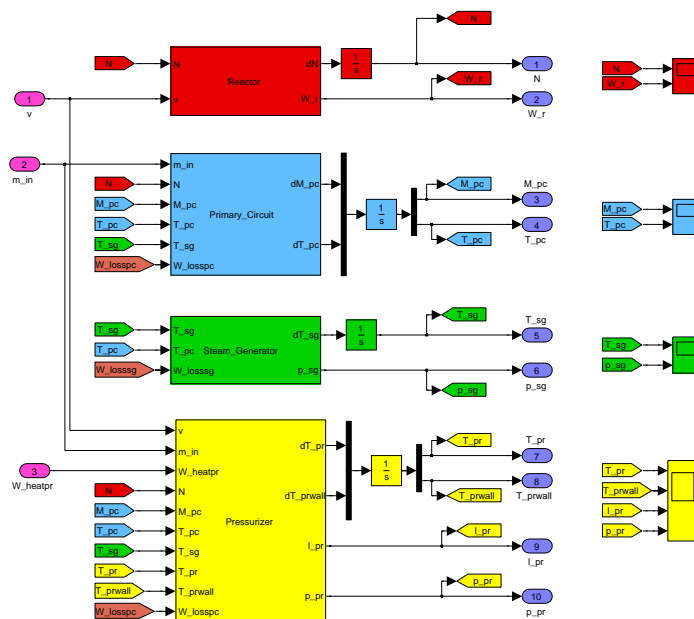 N
N
N
dN
1
s
1
N
N
Reactor
W_r
W_r
1
v
v
W_r
2
W_r
2
m_in
m_in
N
N
dM_pc
M_pc
M_pc
3
M_pc
M_pc
M_pc
Primary_Circuit
1
s
T_pc
T_pc
T_pc
4
T_pc
T_sg
T_sg
dT_pc
T_pc
W_losspc
W_losspc
T_sg
T_sg
T_sg
T_sg
dT_sg
1
s
5
T_sg
T_pc
T_pc
Steam_Generator
W_losssg
W_losssg
p_sg
6
p_sg
p_sg
p_sg
v
T_pr
T_pr
m_in
dT_pr
7
3
W_heatpr
W_heatpr
1
s
T_pr
8
N
N
dT_prwall
T_prwall
T_prwall
T_prwall
M_pc
M_pc
Pressurizer
l_pr
l_pr
T_pc
T_pc
p_pr
T_sg
T_sg
l_pr
9
l_pr
T_pr
T_pr
p_pr
T_prwall
T_prwall
p_pr
10
W_losspc
W_losspc
p_pr